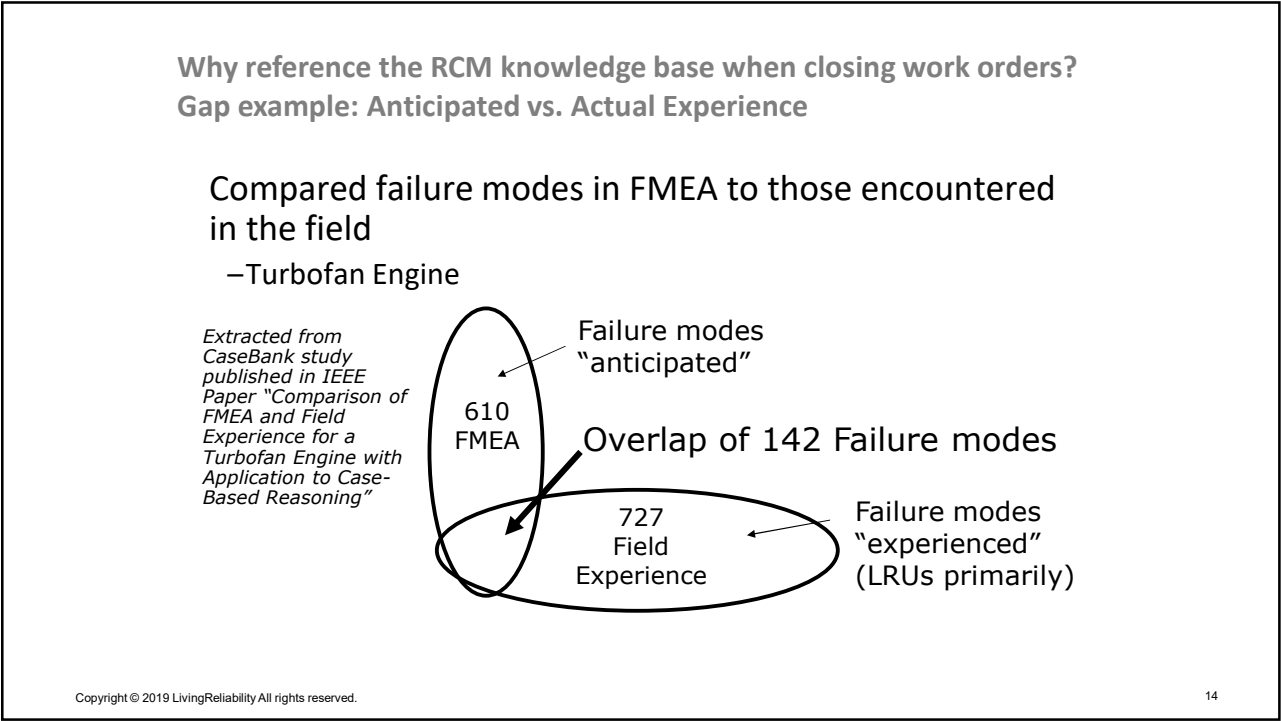 Why reference the RCM knowledge base when closing work orders?
Gap example: Anticipated vs. Actual Experience
Compared failure modes in FMEA to those encountered
in the field
–Turbofan Engine
Extracted from
CaseBank study
published in IEEE
Paper “Comparison of
FMEA and Field
Experience for a
Turbofan Engine with
Application to Case-
Based Reasoning”
Failure modes
“anticipated”
610
FMEA
Overlap of 142 Failure modes
727
Field
Experience
Failure modes
“experienced”
(LRUs primarily)
Copyright © 2019 LivingReliability All rights reserved.
14